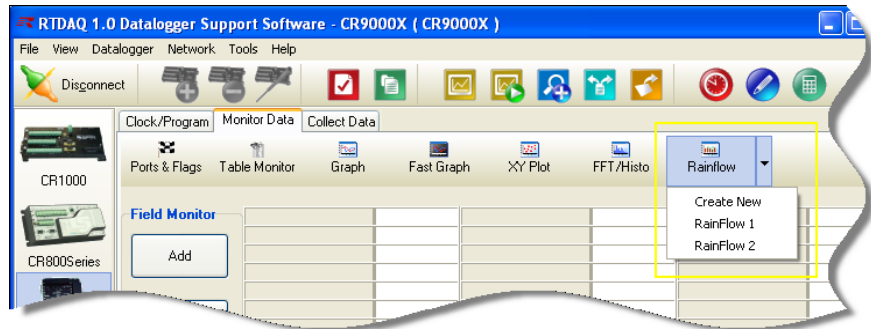 RTDAQ 1.0 Datalogger Support Software - CR9000X ( CR9000X )
File View Datalogger Network Tools Help
Disconnect
Clock/Program Monitor Data Collect Data
Ports & Flags Table Monitor Graph Fast Graph XY Plot FFT/Histo Rainflow
CR1000
Create New
RainFlow 1
RainFlow 2
Field Monitor
Add
CR800Series